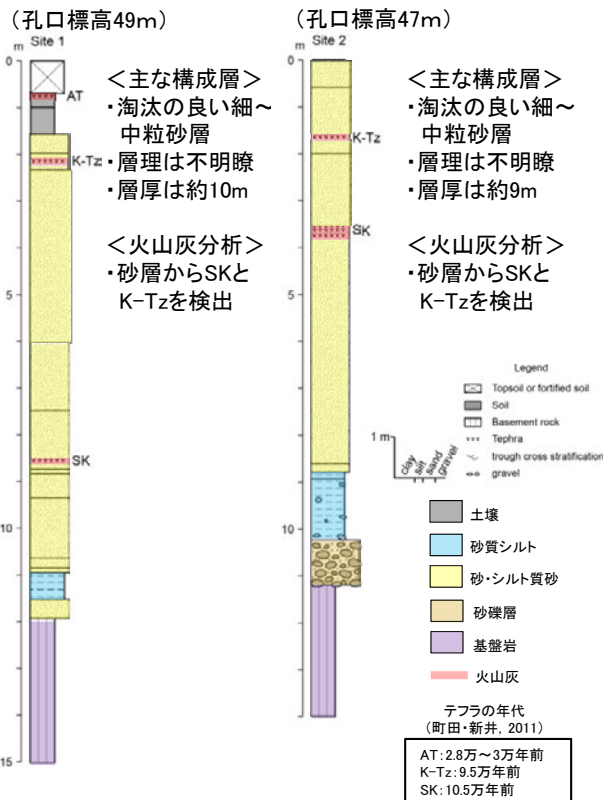 （孔口標高49m）
Site 1
m
0
5
10
15
AT
K-Tz
SK
＜主な構成層＞
・淘汰の良い細～
中粒砂層
・層理は不明瞭
・層厚は約10m
＜火山灰分析＞
・砂層からSKと
K-Tzを検出
（孔口標高47m）
Site 2
m
0
5
10
K-Tz
SK
＜主な構成層＞
・淘汰の良い細～
中粒砂層
・層理は不明瞭
・層厚は約9m
＜火山灰分析＞
・砂層からSKと
K-Tzを検出
Legend
Topsoil or fortified soil
Soil
Basement rock
Tephra
trough cross stratification
gravel
1 m
clay
silt
sand
gravel
土壌
砂質シルト
砂・シルト質砂
砂礫層
基盤岩
火山灰
テフラの年代
（町田・新井, 2011）
AT：2.8万～3万年前
K-Tz：9.5万年前
SK：10.5万年前